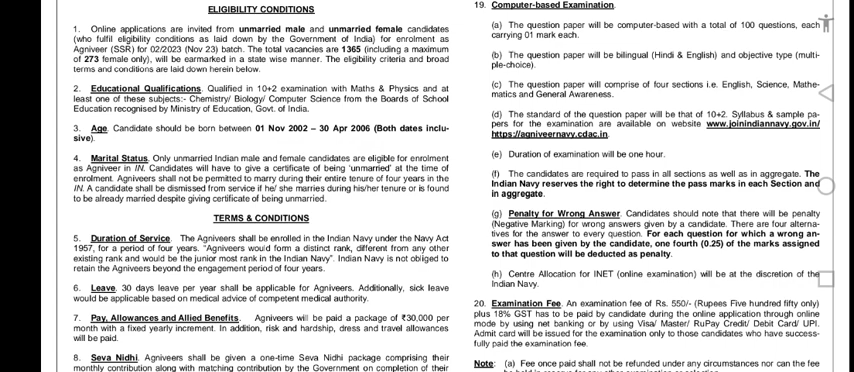 ELIGIBILITY CONDITIONS
1. Online applications are invited from unmarried male and unmarried female candidates
(who fulfil eligibility conditions as laid down by the Government of India) for enrolment as
Agniveer (SSR) for 02/2023 (Nov 23) batch. The total vacancies are 1365 (including a maximum
of 273 female only), will be earmarked in a state wise manner. The eligibility criteria and broad
terms and conditions are laid down herein below.
2. Educational Qualifications. Qualified in 10+2 examination with Maths & Physics and at
least one of these subjects:- Chemistry/ Biology/ Computer Science from the Boards of School
Education recognised by Ministry of Education, Govt. of India.
3. Age. Candidate should be born between 01 Nov 2002 – 30 Apr 2006 (Both dates inclu-
sive).
4. Marital Status. Only unmarried Indian male and female candidates are eligible for enrolment
as Agniveer in IN. Candidates will have to give a certificate of being 'unmarried' at the time of
enrolment. Agniveers shall not be permitted to marry during their entire tenure of four years in the
IN. A candidate shall be dismissed from service if he/ she marries during his/her tenure or is found
to be already married despite giving certificate of being unmarried.
TERMS & CONDITIONS
5. Duration of Service. The Agniveers shall be enrolled in the Indian Navy under the Navy Act
1957, for a period of four years. "Agniveers would form a distinct rank, different from any other
existing rank and would be the junior most rank in the Indian Navy". Indian Navy is not obliged to
retain the Agniveers beyond the engagement period of four years.
6. Leave. 30 days leave per year shall be applicable for Agniveers. Additionally, sick leave
would be applicable based on medical advice of competent medical authority.
7. Pay, Allowances and Allied Benefits. Agniveers will be paid a package of ₹30,000 per
month with a fixed yearly increment. In addition, risk and hardship, dress and travel allowances
will be paid.
8. Seva Nidhi. Agniveers shall be given a one-time Seva Nidhi package comprising their
monthly contribution along with matching contribution by the Government on completion of their
19. Computer-based Examination.
(a) The question paper will be computer-based with a total of 100 questions, each
carrying 01 mark each.
(b) The question paper will be bilingual (Hindi & English) and objective type (multi-
ple-choice).
(c) The question paper will comprise of four sections i.e. English, Science, Mathe-
matics and General Awareness.
(d) The standard of the question paper will be that of 10+2. Syllabus & sample pa-
pers for the examination are available on website www.joinindiannavy.gov.in/
https://agniveernavy.cdac.in.
(e) Duration of examination will be one hour.
(f) The candidates are required to pass in all sections as well as in aggregate. The
Indian Navy reserves the right to determine the pass marks in each Section and
in aggregate.
(g) Penalty for Wrong Answer. Candidates should note that there will be penalty
(Negative Marking) for wrong answers given by a candidate. There are four alterna-
tives for the answer to every question. For each question for which a wrong an-
swer has been given by the candidate, one fourth (0.25) of the marks assigned
to that question will be deducted as penalty.
(h) Centre Allocation for INET (online examination) will be at the discretion of the
Indian Navy.
20. Examination Fee. An examination fee of Rs. 550/- (Rupees Five hundred fifty only)
plus 18% GST has to be paid by candidate during the online application through online
mode by using net banking or by using Visa/ Master/ RuPay Credit/ Debit Card/ UPI.
Admit card will be issued for the examination only to those candidates who have success-
fully paid the examination fee.
Note: (a) Fee once paid shall not be refunded under any circumstances nor can the fee